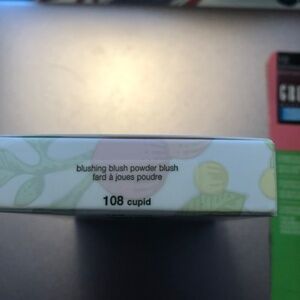 blushing blush powder blush
fard à joues poudre
108 cupid